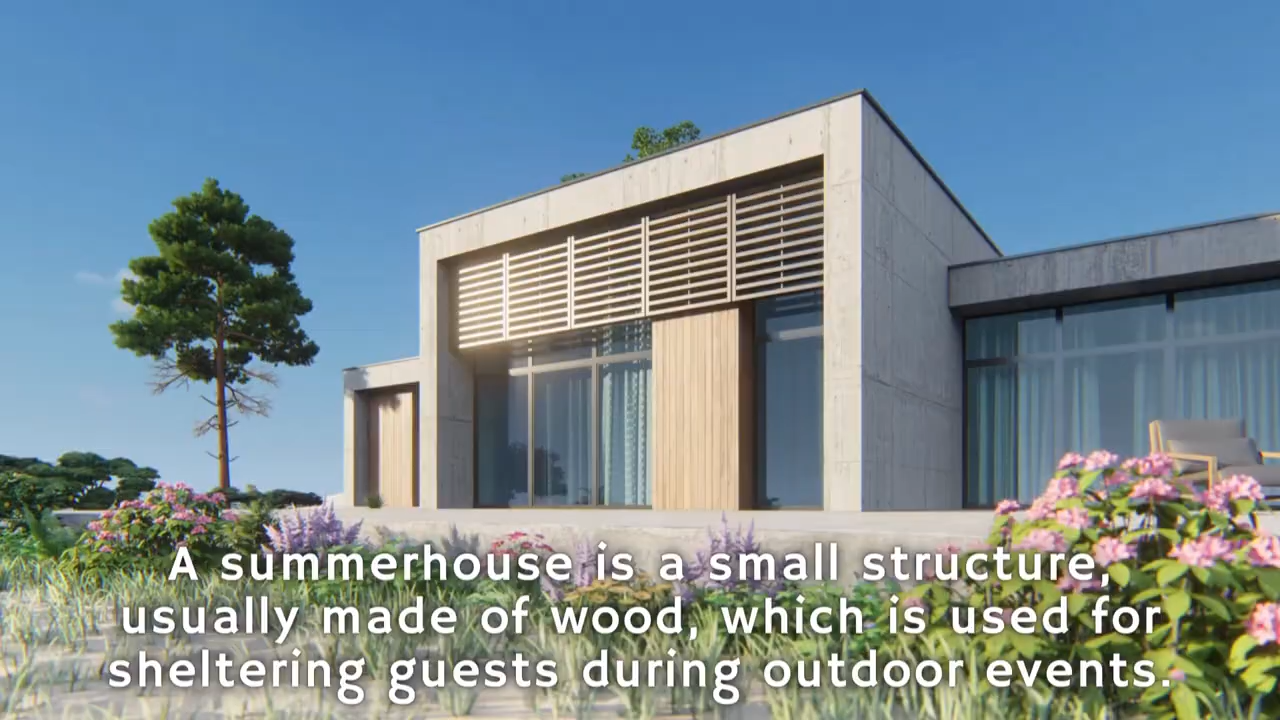 A summerhouse is a small structure,
usually made of wood, which is used for
sheltering guests during outdoor events.